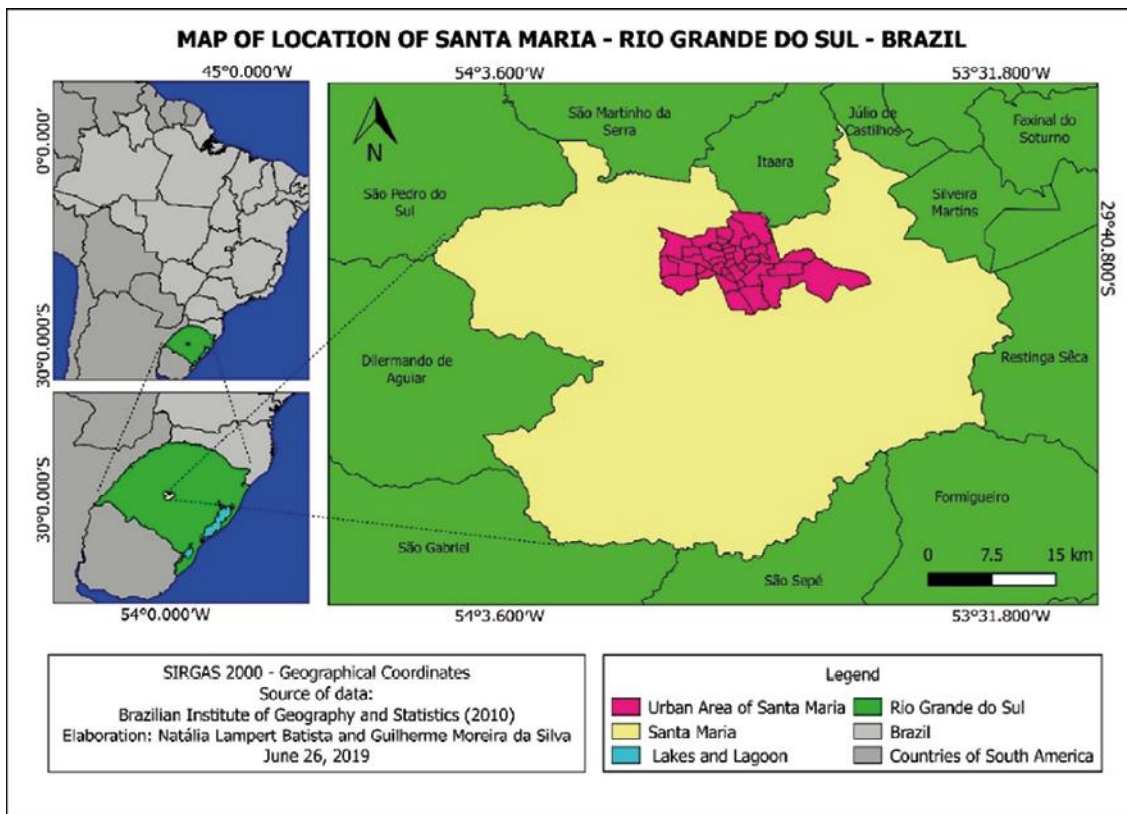 MAP OF LOCATION OF SANTA MARIA - RIO GRANDE DO SUL - BRAZIL
45°0.000'W
54°3.600'W
53°31.800'W
0°0.000'
30°0.000'S
30°0.000'S
54°0.000'W
N
São Martinho da
Serra
Júlio de
Castilhos
Faxinal do
Soturno
Itaara
São Pedro do
Sul
Silveira
Martins
29°40.800'S
Dilermando de
Aguiar
Restinga Sêca
Formigueiro
São Gabriel
São Sepé
0 7.5 15 km
54°3.600'W
53°31.800'W
SIRGAS 2000 - Geographical Coordinates
Source of data:
Brazilian Institute of Geography and Statistics (2010)
Elaboration: Natália Lampert Batista and Guilherme Moreira da Silva
June 26, 2019
Legend
Urban Area of Santa Maria
Rio Grande do Sul
Santa Maria
Brazil
Lakes and Lagoon
Countries of South America